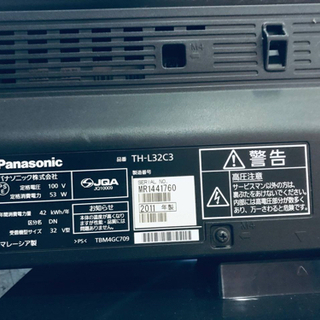 M4
Panasonic
品番 TH-L32C3
パナソニック株式会社
定格電圧 100 V
定格消費電力 53 W
JQA
製造番号
SERIAL NO.
MR1441760
2011 年製
年間消費電力量 42 kWh/年
区分名 DN
受信機型サイズ 32 V型
マレーシア製
お知らせ
>PS<
TBM4GC709
警告
高圧注意
サービスマン以外の方は、
裏ぶたをあけないでください。
内部には高電圧部分が数多く
あり、万一さわると危険です。